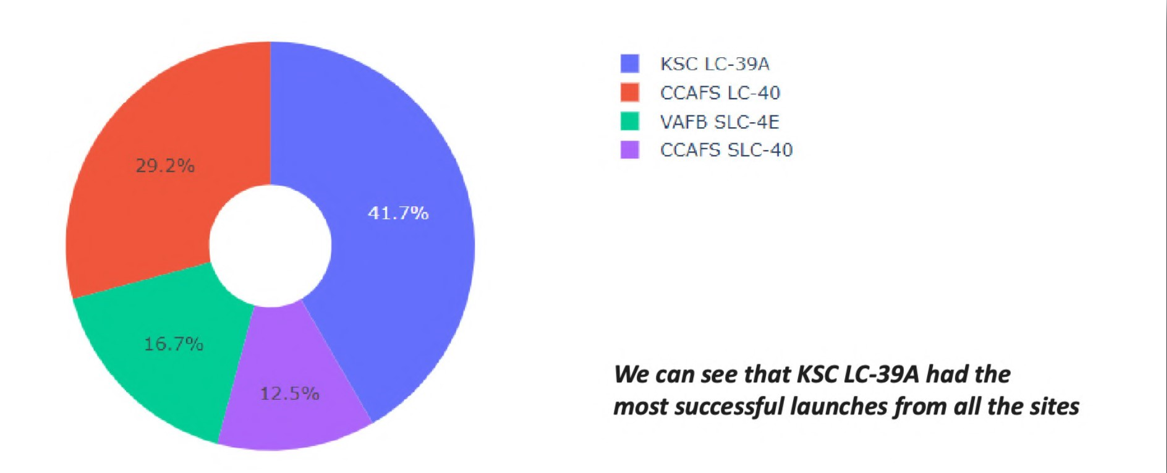 KSC LC-39A
CCAFS LC-40
VAFB SLC-4E
CCAFS SLC-40
29.2%
41.7%
16.7%
12.5%
We can see that KSC LC-39A had the
most successful launches from all the sites